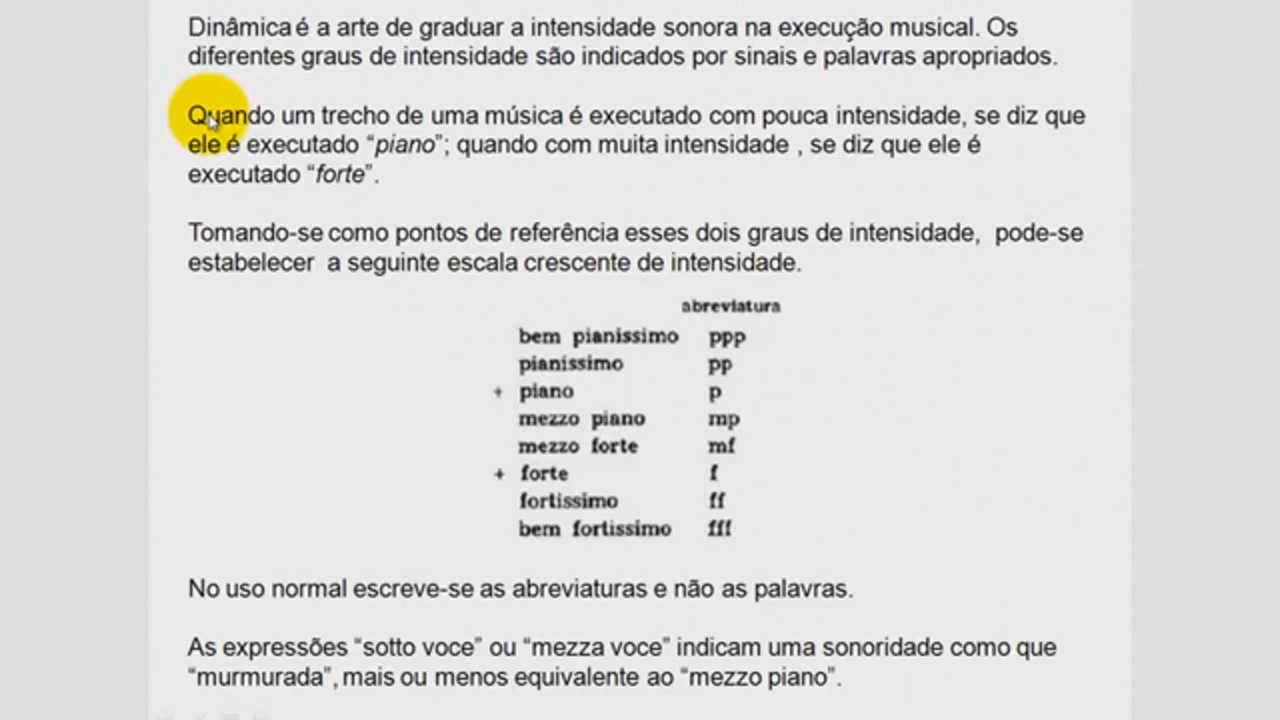 Dinâmica é a arte de graduar a intensidade sonora na execução musical. Os
diferentes graus de intensidade são indicados por sinais e palavras apropriados.
Quando um trecho de uma música é executado com pouca intensidade, se diz que
ele é executado “piano”; quando com muita intensidade , se diz que ele é
executado “forte”.
Tomando-se como pontos de referência esses dois graus de intensidade, pode-se
estabelecer a seguinte escala crescente de intensidade.
abreviatura
bem pianissimo ppp
pianissimo pp
+ piano p
mezzo piano mp
mezzo forte mf
+ forte f
fortissimo ff
bem fortissimo fff
No uso normal escreve-se as abreviaturas e não as palavras.
As expressões “sotto voce” ou “mezza voce” indicam uma sonoridade como que
“murmurada”, mais ou menos equivalente ao “mezzo piano”.